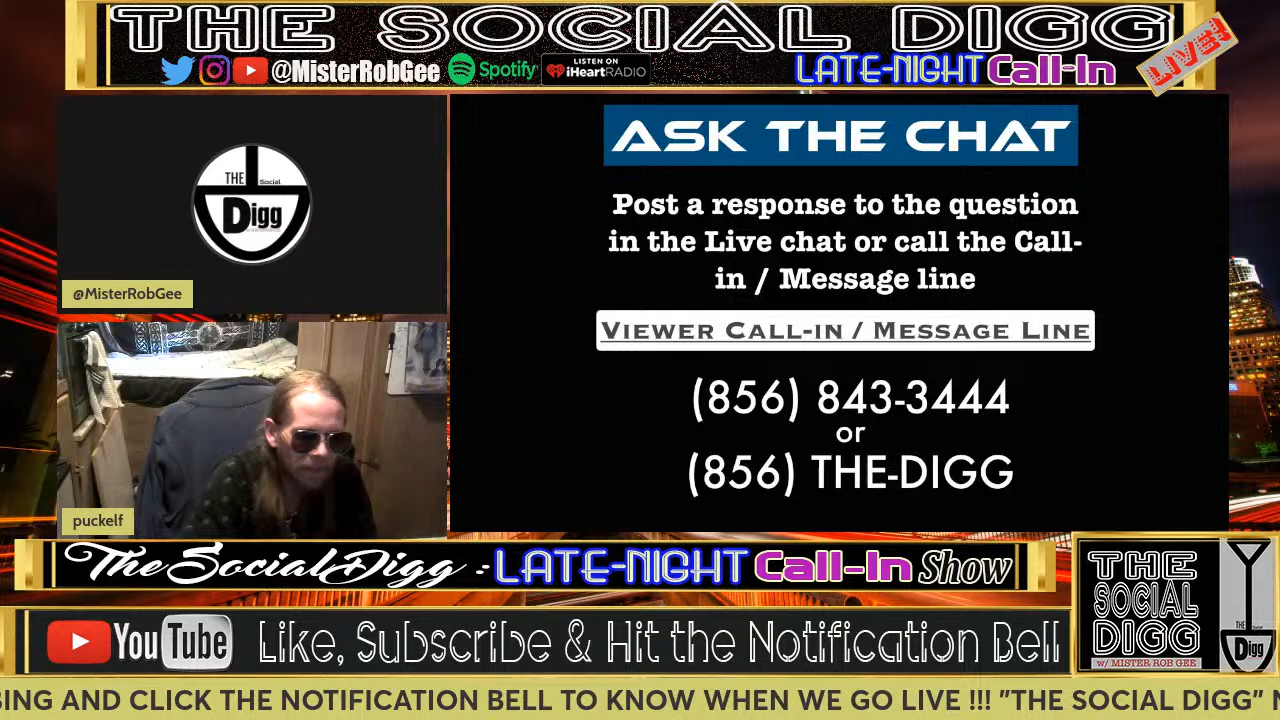 THE SOCIAL DIGG
LIVE!
@MisterRobGee
Spotify
LISTEN ON
iHeartRADIO
LATE-NIGHT Call-In
THE Social
Digg
@MisterRobGee
ASK THE CHAT
Post a response to the question
in the Live chat or call the Call-
in / Message line
VIEWER CALL-IN / MESSAGE LINE
(856) 843-3444
or
(856) THE-DIGG
puckelf
The Social Digg : LATE-NIGHT Call-In Show
YouTube
Like, Subscribe & Hit the Notification Bell
THE
SOCIAL
DIGG
W/ MISTER ROB GEE
THE
Digg
BING AND CLICK THE NOTIFICATION BELL TO KNOW WHEN WE GO LIVE !!! "THE SOCIAL DIGG" N